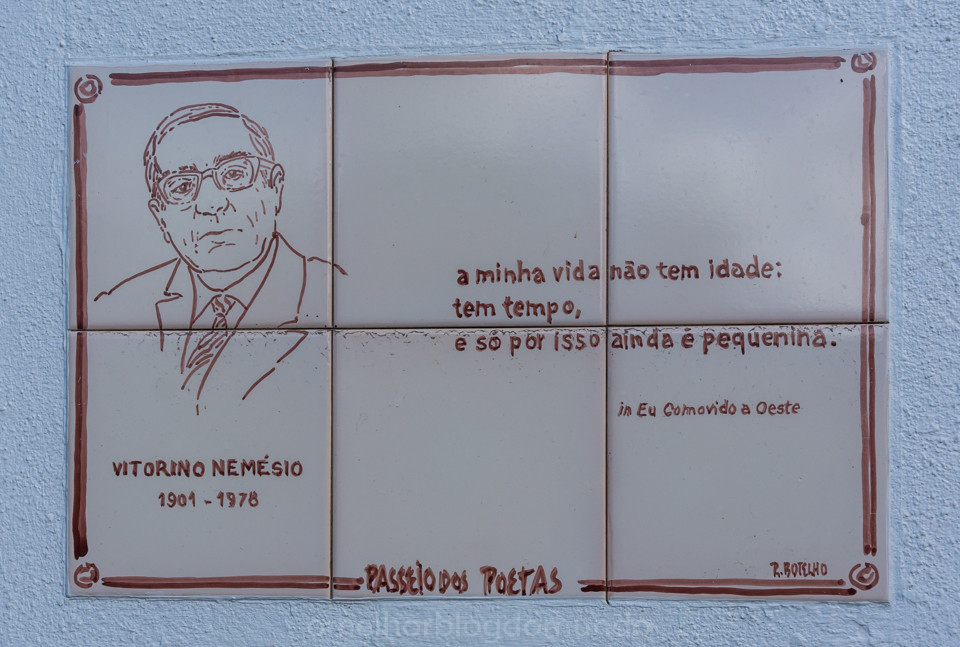 a minha vida não tem idade:
tem tempo,
e só por isso ainda é pequenina.
in Eu Comovido a Oeste
VITORINO NEMÉSIO
1901 - 1978
R. BOTELHO
PASSEIO DOS POETAS